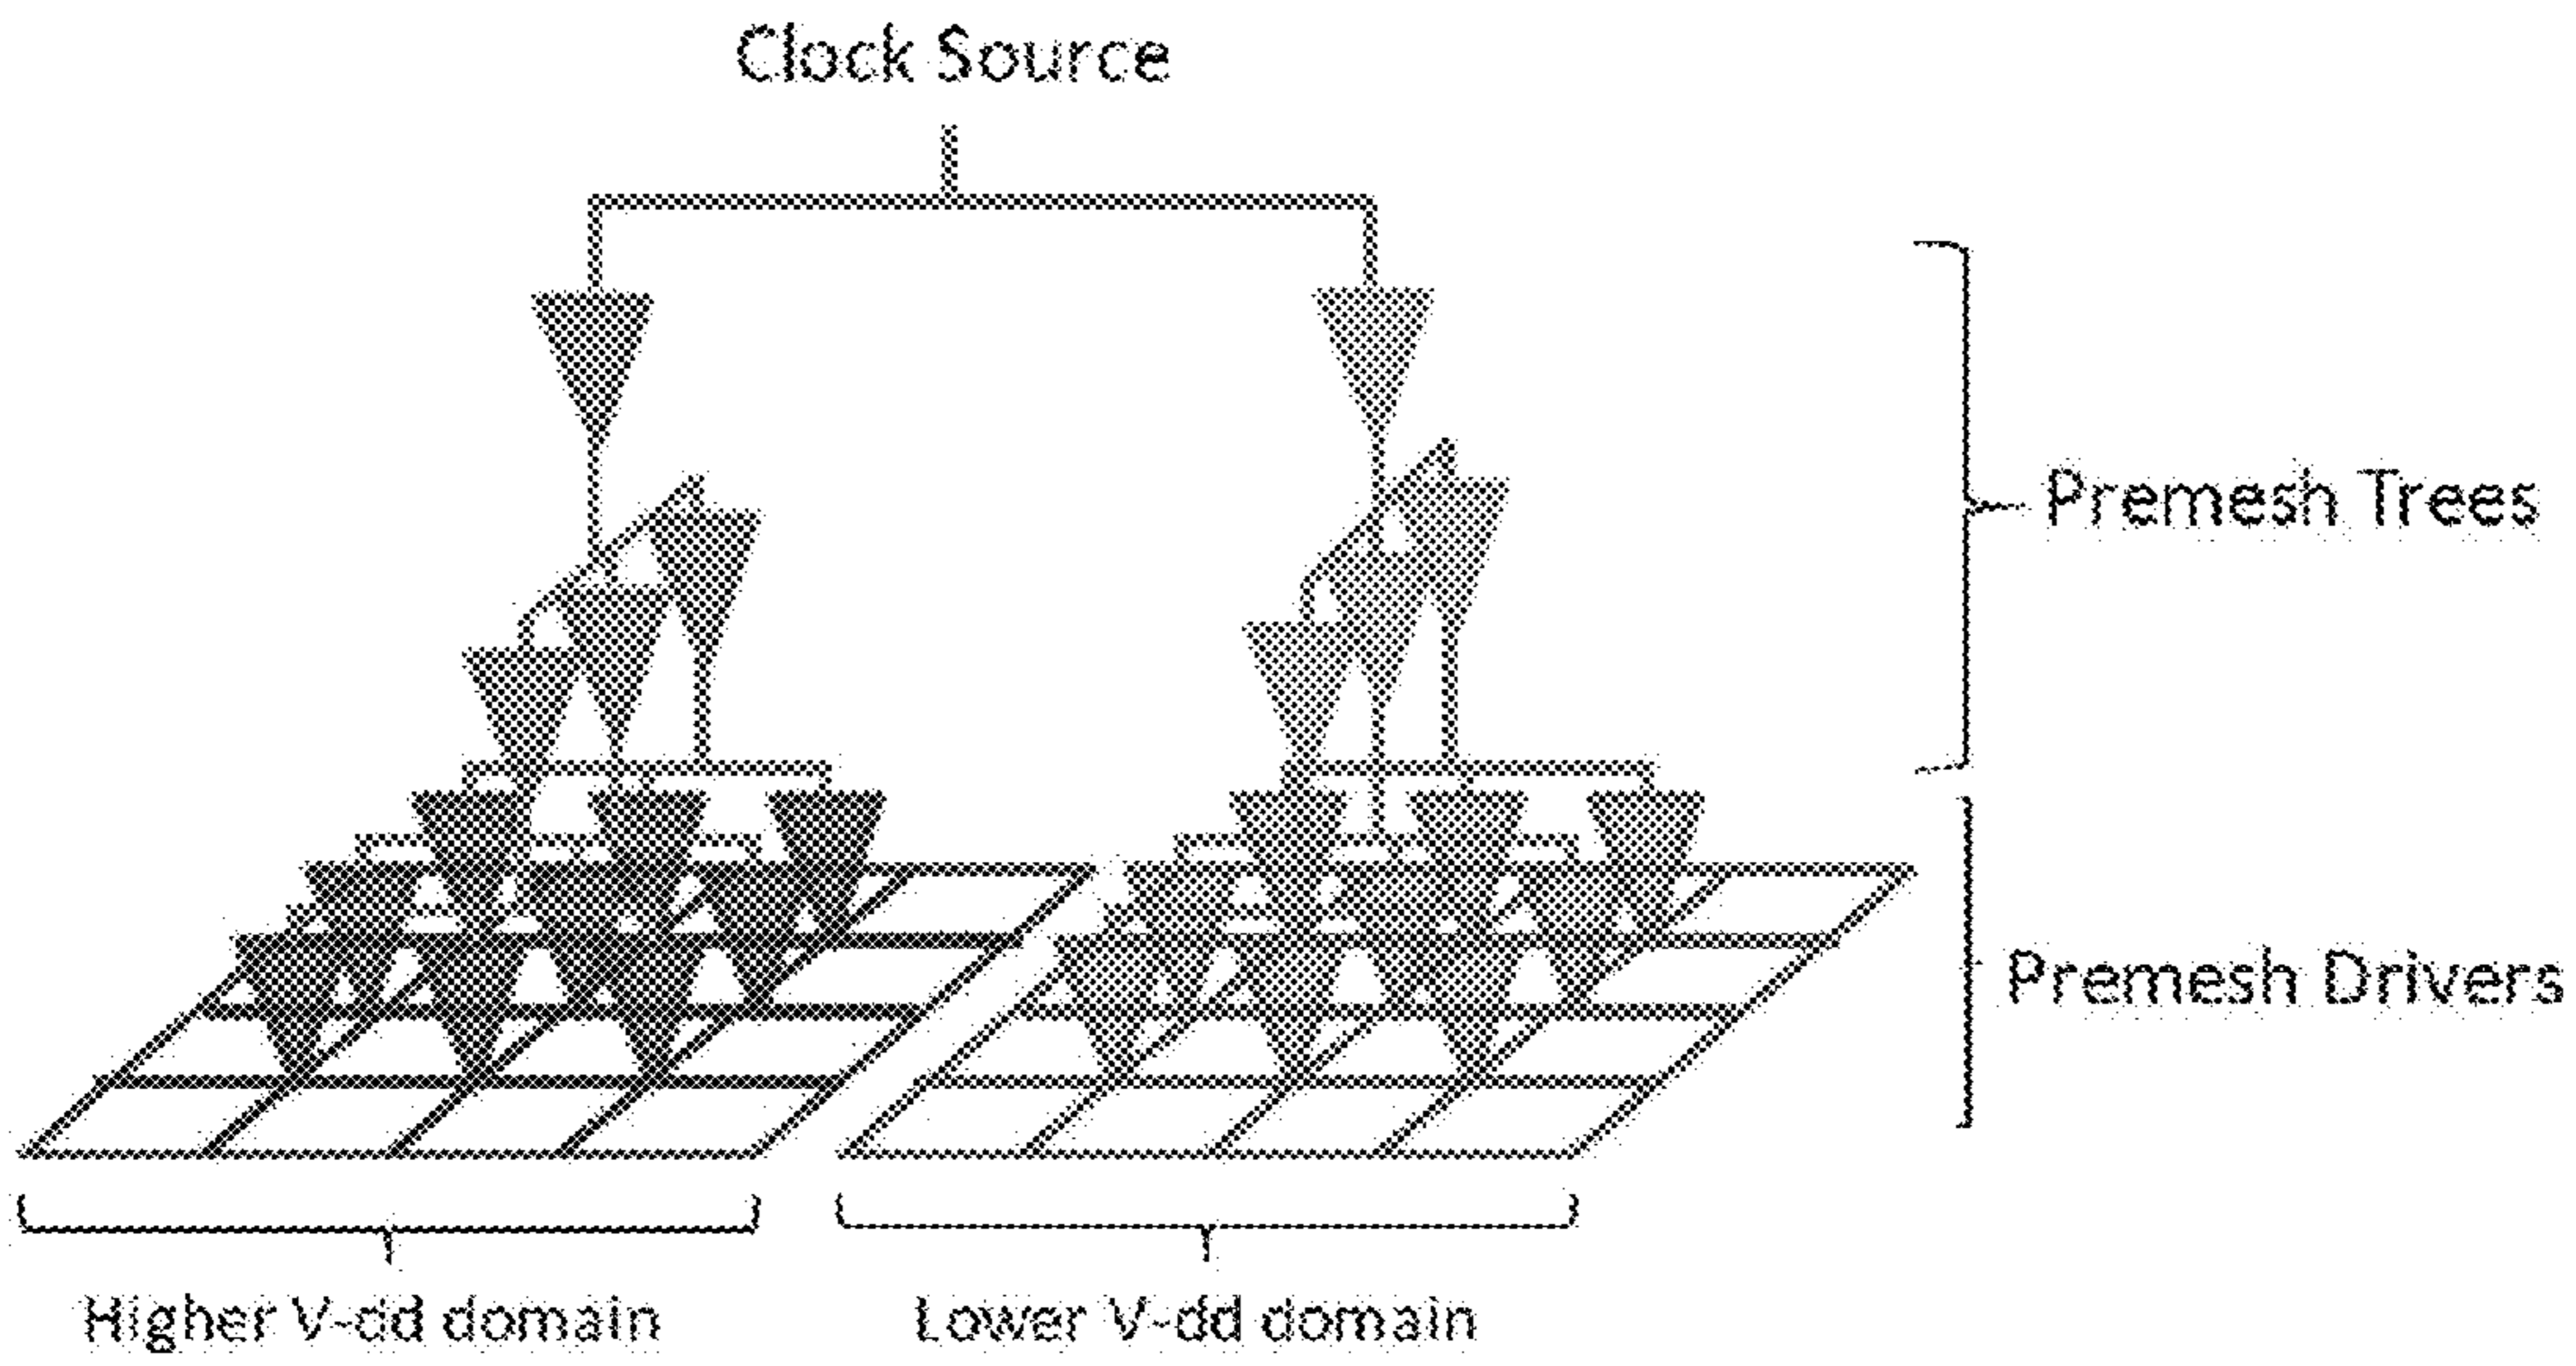 Clock Source
Premesh Trees
Premesh Drivers
Higher V-dd domain
Lower V-dd domain